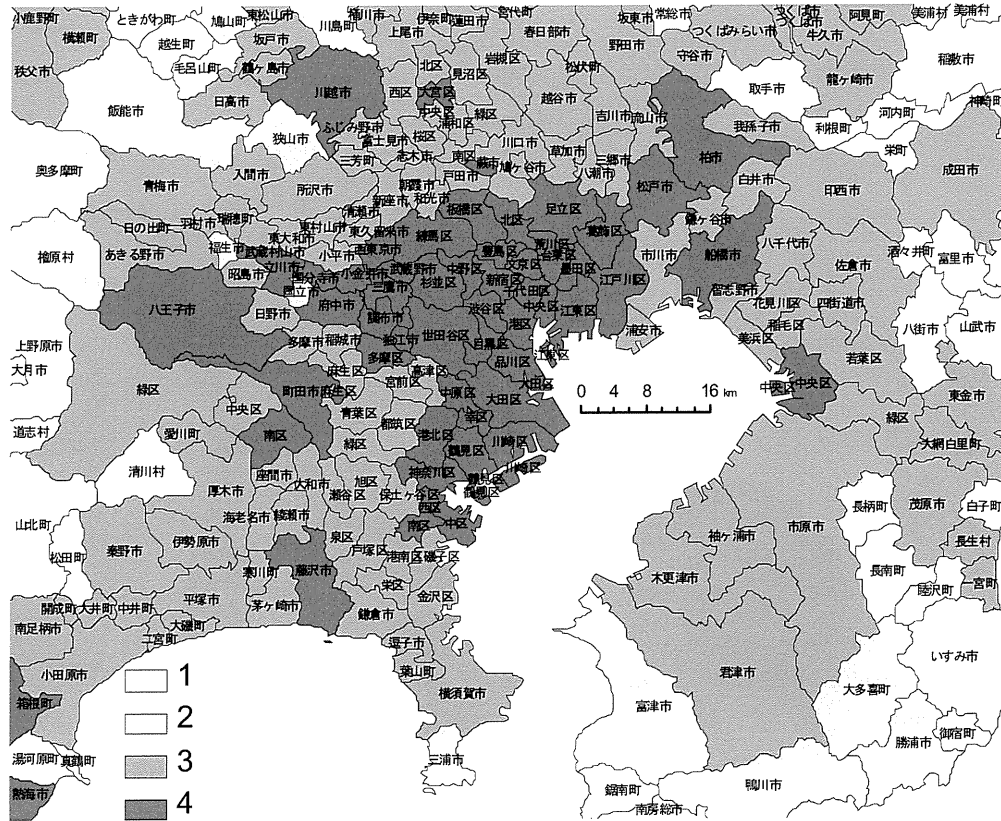 小鹿野町
ときがわ町
鳩山町
東松山市
川島町
桶川市
伊奈町
蓮田市
宮代町
坂東市
常総市
つくば市
阿見町
美浦村
美浦村
横瀬町
越生町
坂戸市
上尾市
春日部市
野田市
つくばみらい市
牛久市
秩父市
毛呂山町
鶴ヶ島市
北区
見沼区
岩槻区
松伏町
守谷市
龍ヶ崎市
稲敷市
飯能市
日高市
川越市
西区
大宮区
越谷市
取手市
神崎町
中央区
浦和区
緑区
吉川市
流山市
河内町
狭山市
ふじみ野市
富士見市
桜区
川口市
草加市
我孫子市
利根町
奥多摩町
三芳町
志木市
南区
蕨市
鳩ヶ谷市
三郷市
柏市
栄町
青梅市
入間市
所沢市
朝霞市
戸田市
八潮市
松戸市
白井市
印西市
成田市
新座市
和光市
瑞穂町
羽村市
東村山市
清瀬市
板橋区
北区
足立区
葛飾区
鎌ヶ谷市
日の出町
東大和市
東久留米市
練馬区
檜原村
あきる野市
福生市
武蔵村山市
小平市
西東京市
豊島区
荒川区
台東区
市川市
船橋市
八千代市
酒々井町
富里市
昭島市
立川市
国分寺市
小金井市
武蔵野市
中野区
文京区
墨田区
佐倉市
国立市
三鷹市
杉並区
新宿区
千代田区
江戸川区
習志野市
八王子市
日野市
府中市
調布市
渋谷区
中央区
江東区
花見川区
四街道市
狛江市
世田谷区
港区
浦安市
稲毛区
八街市
山武市
多摩市
稲城市
目黒区
江東区
美浜区
若葉区
上野原市
多摩区
品川区
大月市
麻生区
高津区
大田区
緑区
町田市
麻生区
宮前区
中原区
大田区
0 4 8 16 km
中央区
中央区
東金市
道志村
中央区
青葉区
都筑区
幸区
緑区
愛川町
南区
緑区
港北区
川崎区
大網白里町
清川村
座間市
鶴見区
厚木市
大和市
旭区
神奈川区
川崎区
瀬谷区
保土ヶ谷区
鶴見区
長柄町
茂原市
白子町
山北町
海老名市
綾瀬市
西区
袖ヶ浦市
市原市
松田町
秦野市
伊勢原市
泉区
南区
中区
長生村
戸塚区
港南区
磯子区
寒川町
藤沢市
木更津市
長南町
栄区
睦沢町
開成町
大井町
中井町
平塚市
茅ヶ崎市
鎌倉市
金沢区
南足柄市
大磯町
二宮町
逗子市
いすみ市
小田原市
葉山町
君津市
大多喜町
1
横須賀市
箱根町
富津市
2
御宿町
勝浦市
湯河原町
真鶴町
三浦市
3
鋸南町
鴨川市
熱海市
4
南房総市